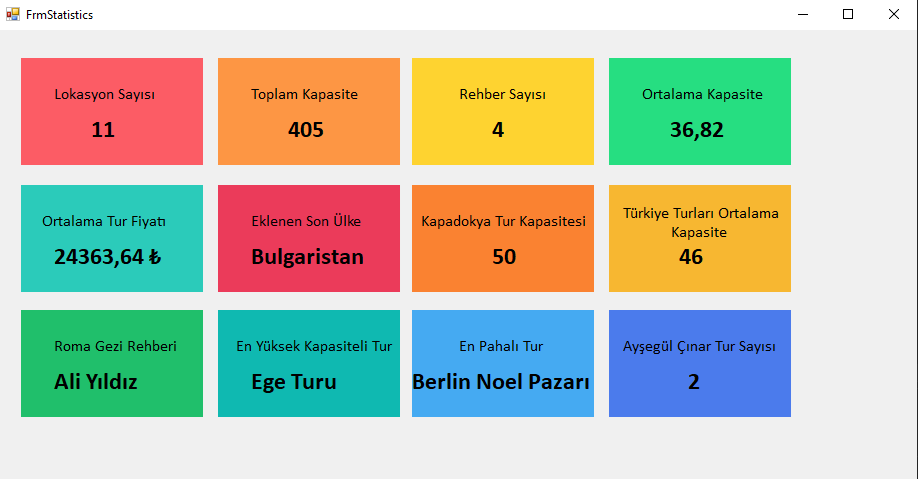 FrmStatistics
Lokasyon Sayısı
11
Toplam Kapasite
405
Rehber Sayısı
4
Ortalama Kapasite
36,82
Ortalama Tur Fiyatı
24363,64 ₺
Eklenen Son Ülke
Bulgaristan
Kapadokya Tur Kapasitesi
50
Türkiye Turları Ortalama
Kapasite
46
Roma Gezi Rehberi
Ali Yıldız
En Yüksek Kapasiteli Tur
Ege Turu
En Pahalı Tur
Berlin Noel Pazarı
Ayşegül Çınar Tur Sayısı
2